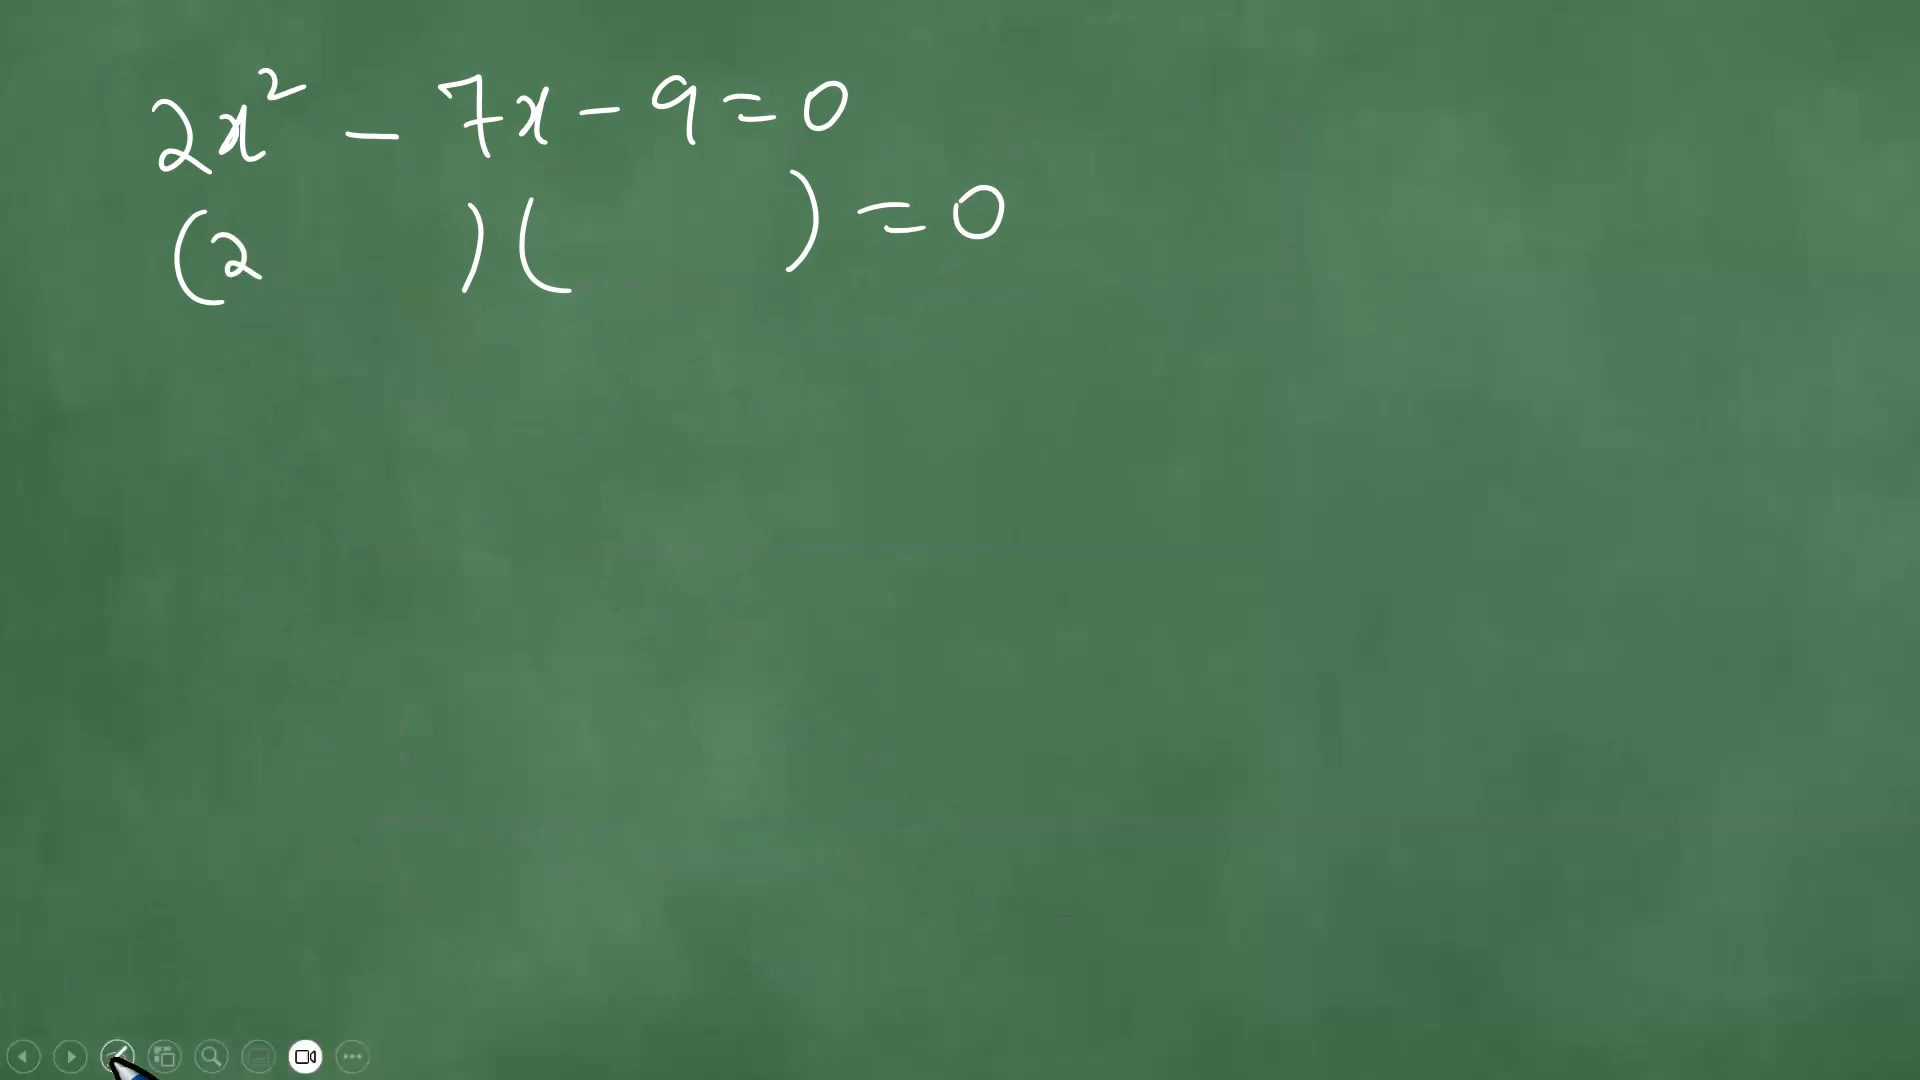 2x² - 7x - 9 = 0
(2 )( ) = 0